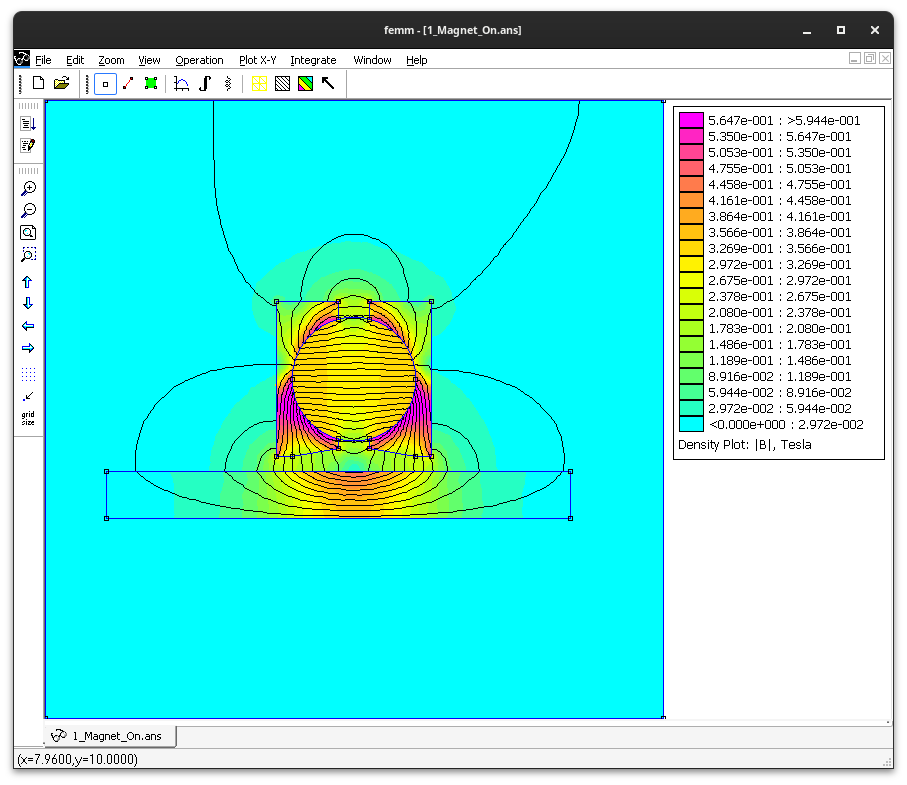 femm - [1_Magnet_On.ans]
File Edit Zoom View Operation Plot X-Y Integrate Window Help
grid
size
5.647e-001 : >5.944e-001
5.350e-001 : 5.647e-001
5.053e-001 : 5.350e-001
4.755e-001 : 5.053e-001
4.458e-001 : 4.755e-001
4.161e-001 : 4.458e-001
3.864e-001 : 4.161e-001
3.566e-001 : 3.864e-001
3.269e-001 : 3.566e-001
2.972e-001 : 3.269e-001
2.675e-001 : 2.972e-001
2.378e-001 : 2.675e-001
2.080e-001 : 2.378e-001
1.783e-001 : 2.080e-001
1.486e-001 : 1.783e-001
1.189e-001 : 1.486e-001
8.916e-002 : 1.189e-001
5.944e-002 : 8.916e-002
2.972e-002 : 5.944e-002
<0.000e+000 : 2.972e-002
Density Plot: |B|, Tesla
1_Magnet_On.ans
(x=7.9600,y=10.0000)